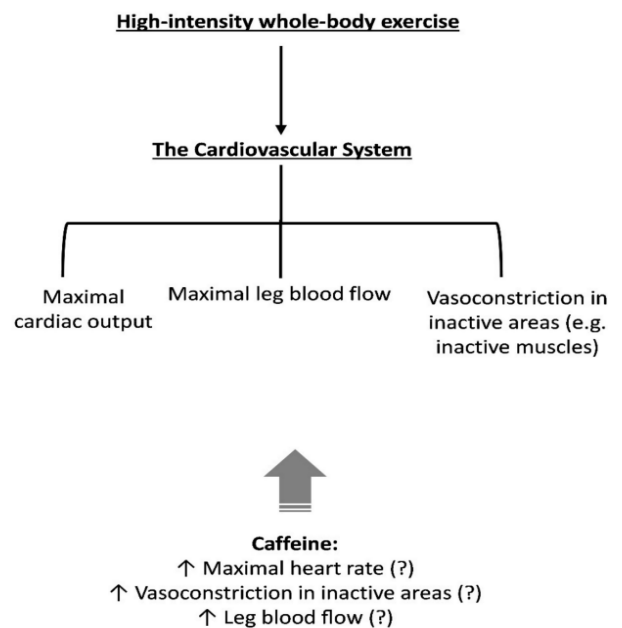 High-intensity whole-body exercise
The Cardiovascular System
Maximal
cardiac output
Maximal leg blood flow
Vasoconstriction in
inactive areas (e.g.
inactive muscles)
Caffeine:
↑ Maximal heart rate (?)
↑ Vasoconstriction in inactive areas (?)
↑ Leg blood flow (?)